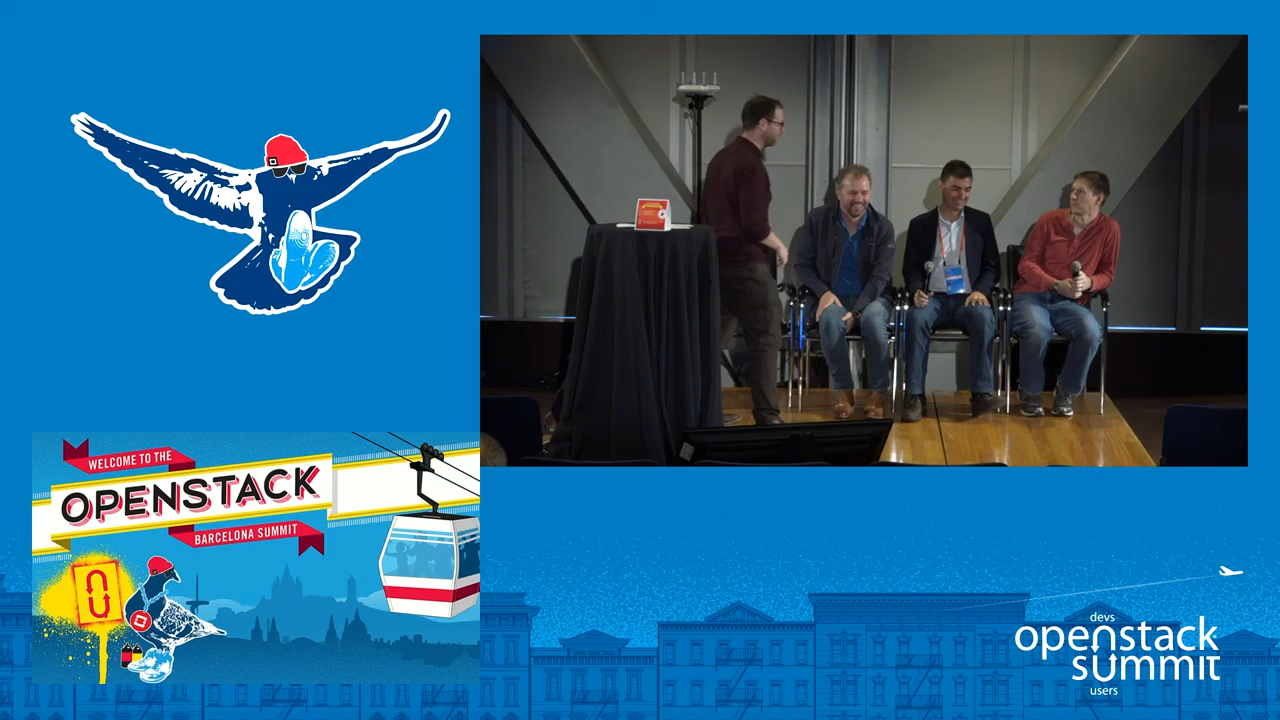 WELCOME TO THE
OPENSTACK
BARCELONA SUMMIT
devs
openstack
summit
users